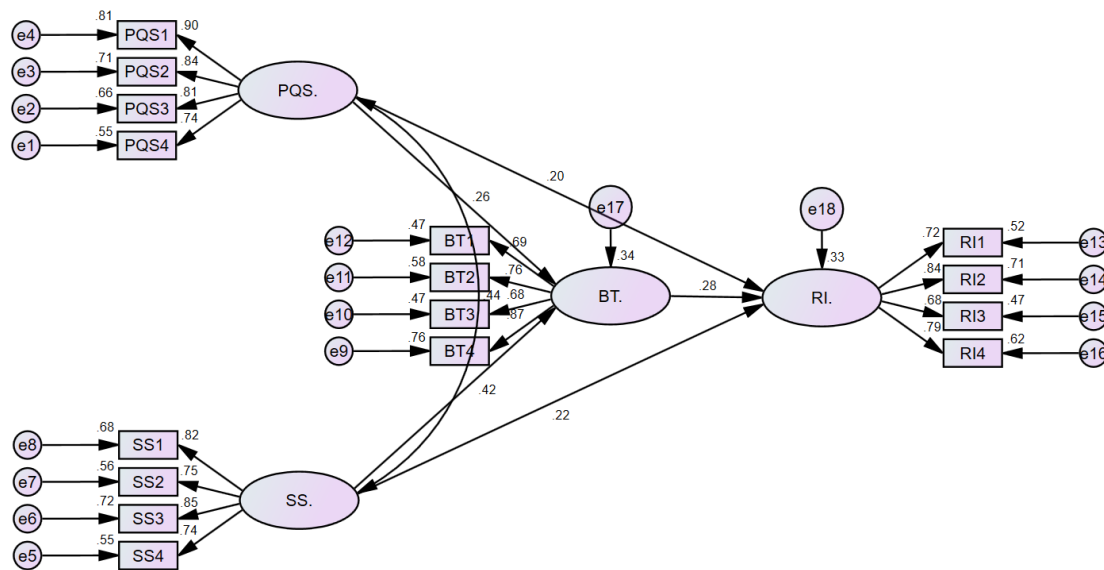 .81
.90
e4
PQS1
.71
.84
e3
PQS2
.66
.81
e2
PQS3
.55
.74
e1
PQS4
PQS.
.20
.26
e17
e18
.47
.69
e12
BT1
.58
.76
e11
BT2
.47
.44
.68
e10
BT3
.76
.87
e9
BT4
.34
BT.
.28
.33
RI.
.72
.52
RI1
e13
.84
.71
RI2
e14
.68
.47
RI3
e15
.79
.62
RI4
e16
.42
.22
.68
.82
e8
SS1
.56
.75
e7
SS2
.72
.85
e6
SS3
.55
.74
e5
SS4
SS.